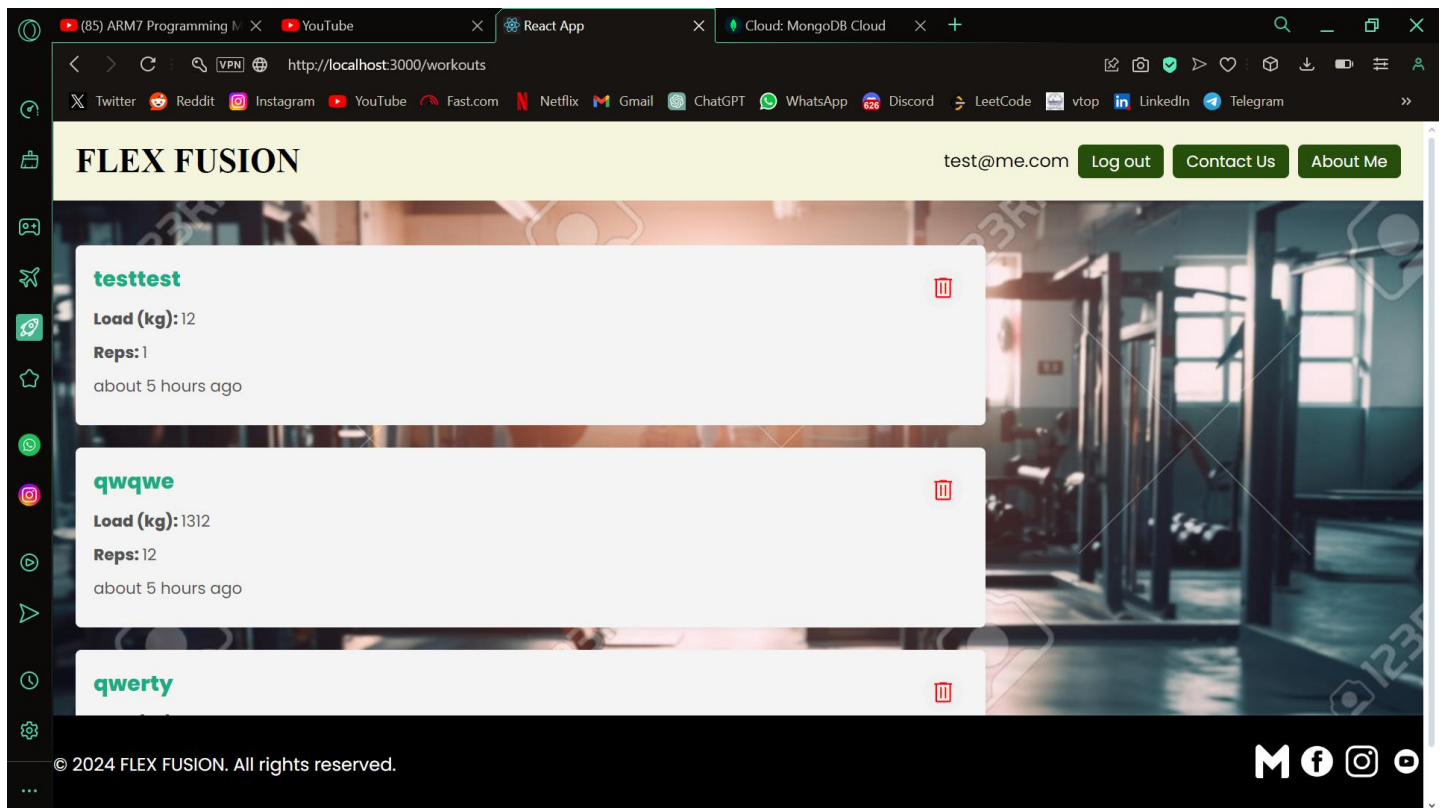 (85) ARM7 Programming M
YouTube
React App
Cloud: MongoDB Cloud
VPN
http://localhost:3000/workouts
Twitter
Reddit
Instagram
YouTube
Fast.com
Netflix
Gmail
ChatGPT
WhatsApp
626
Discord
LeetCode
vtop
LinkedIn
Telegram
FLEX FUSION
test@me.com
Log out
Contact Us
About Me
testtest
Load (kg): 12
Reps: 1
about 5 hours ago
qwqwe
Load (kg): 1312
Reps: 12
about 5 hours ago
qwerty
© 2024 FLEX FUSION. All rights reserved.